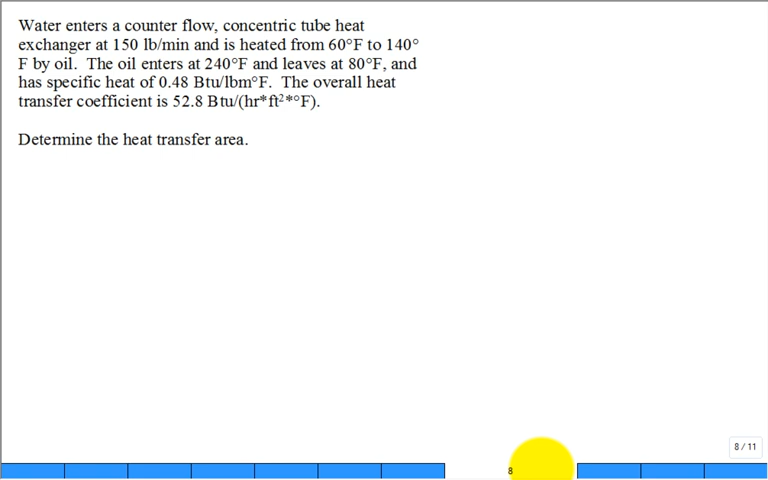 Water enters a counter flow, concentric tube heat
exchanger at 150 lb/min and is heated from 60°F to 140°
F by oil.  The oil enters at 240°F and leaves at 80°F, and
has specific heat of 0.48 Btu/lbm°F.  The overall heat
transfer coefficient is 52.8 Btu/(hr*ft²*°F).
Determine the heat transfer area.
8 / 11
8